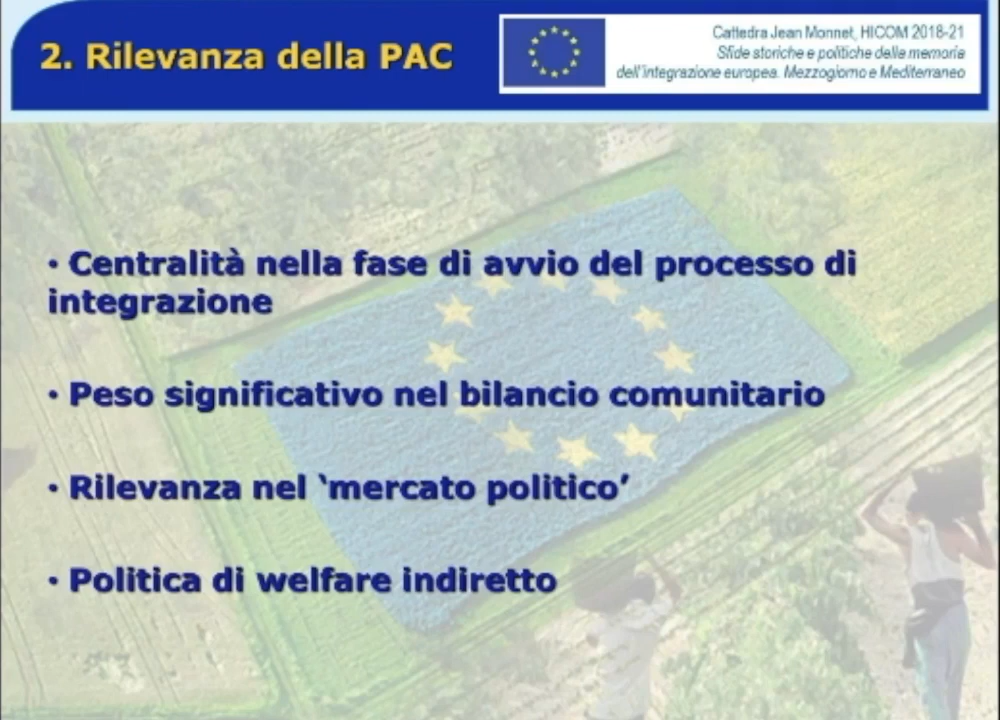 2. Rilevanza della PAC
Cattedra Jean Monnet, HICOM 2018-21
Sfide storiche e politiche della memoria
dell'integrazione europea. Mezzogiorno e Mediterraneo
• Centralità nella fase di avvio del processo di
integrazione
• Peso significativo nel bilancio comunitario
• Rilevanza nel ‘mercato politico’
• Politica di welfare indiretto